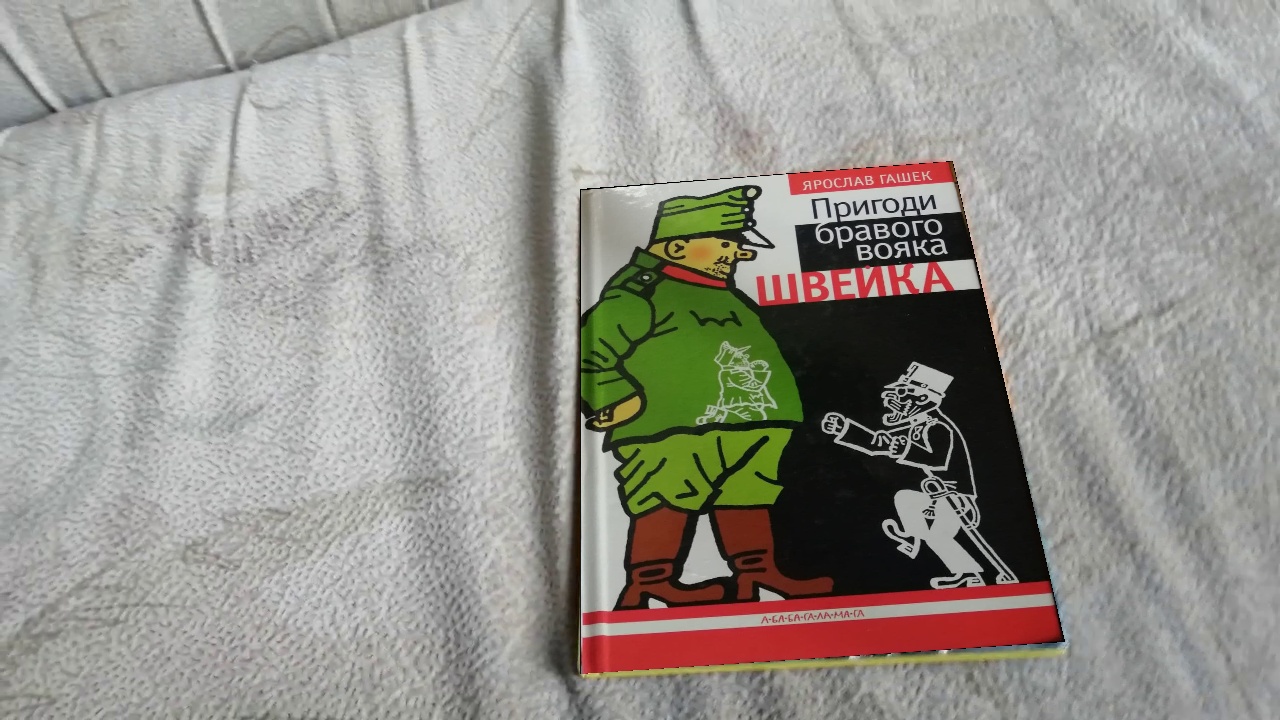 ЯРОСЛАВ ГАШЕК
Пригоди
бравого
вояка
ШВЕЙКА
А-БА-БА-ГА-ЛА-МА-ГА